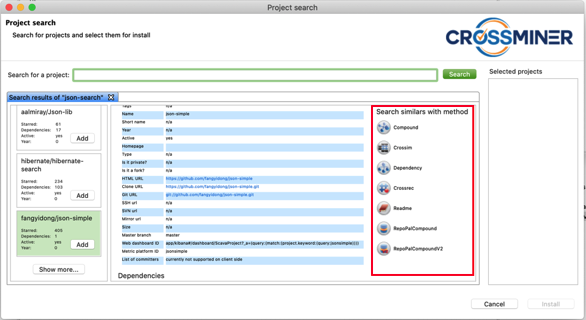 Project search
Project search
Search for projects and select them for install
CROSSMINER
Search for a project:
Search
Selected projects
Search results of "json-search"
aalmiray/Json-lib
Starred: 61
Dependencies: 17
Active: yes
Year: 0
Add
hibernate/hibernate-search
Starred: 234
Dependencies: 103
Active: yes
Year: 0
Add
fangyidong/json-simple
Starred: 600
Dependencies: 1
Active: yes
Year: 0
Add
Show more...
Tags n/a
Name json-simple
Short name n/a
Year n/a
Active n/a
Homepage
Type n/a
Is it private? n/a
Is it a fork? n/a
HTML URL https://github.com/fangyidong/json-simple
Clone URL https://github.com/fangyidong/json-simple.git
Git URL git://github.com/fangyidong/json-simple.git
SSH url n/a
SVN url n/a
Mirror url n/a
Size n/a
Master branch master
Web dashboard ID
Metric platform ID jsonsimple
List of committers currently not supported on client side
Dependencies
Search similars with method
Compound
Crossim
Dependency
Crossrec
Readme
RepoPalCompound
RepoPalCompoundV2
Cancel
Install